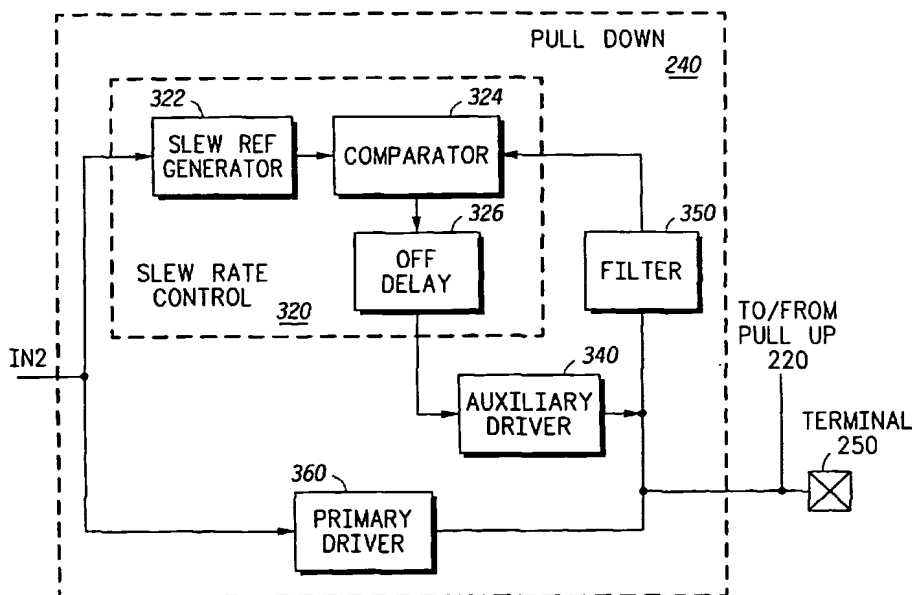 PULL DOWN
240
322
324
SLEW REF
GENERATOR
COMPARATOR
326
350
OFF
DELAY
FILTER
SLEW RATE
CONTROL
320
TO/FROM
PULL UP
220
IN2
340
AUXILIARY
DRIVER
TERMINAL
250
360
PRIMARY
DRIVER